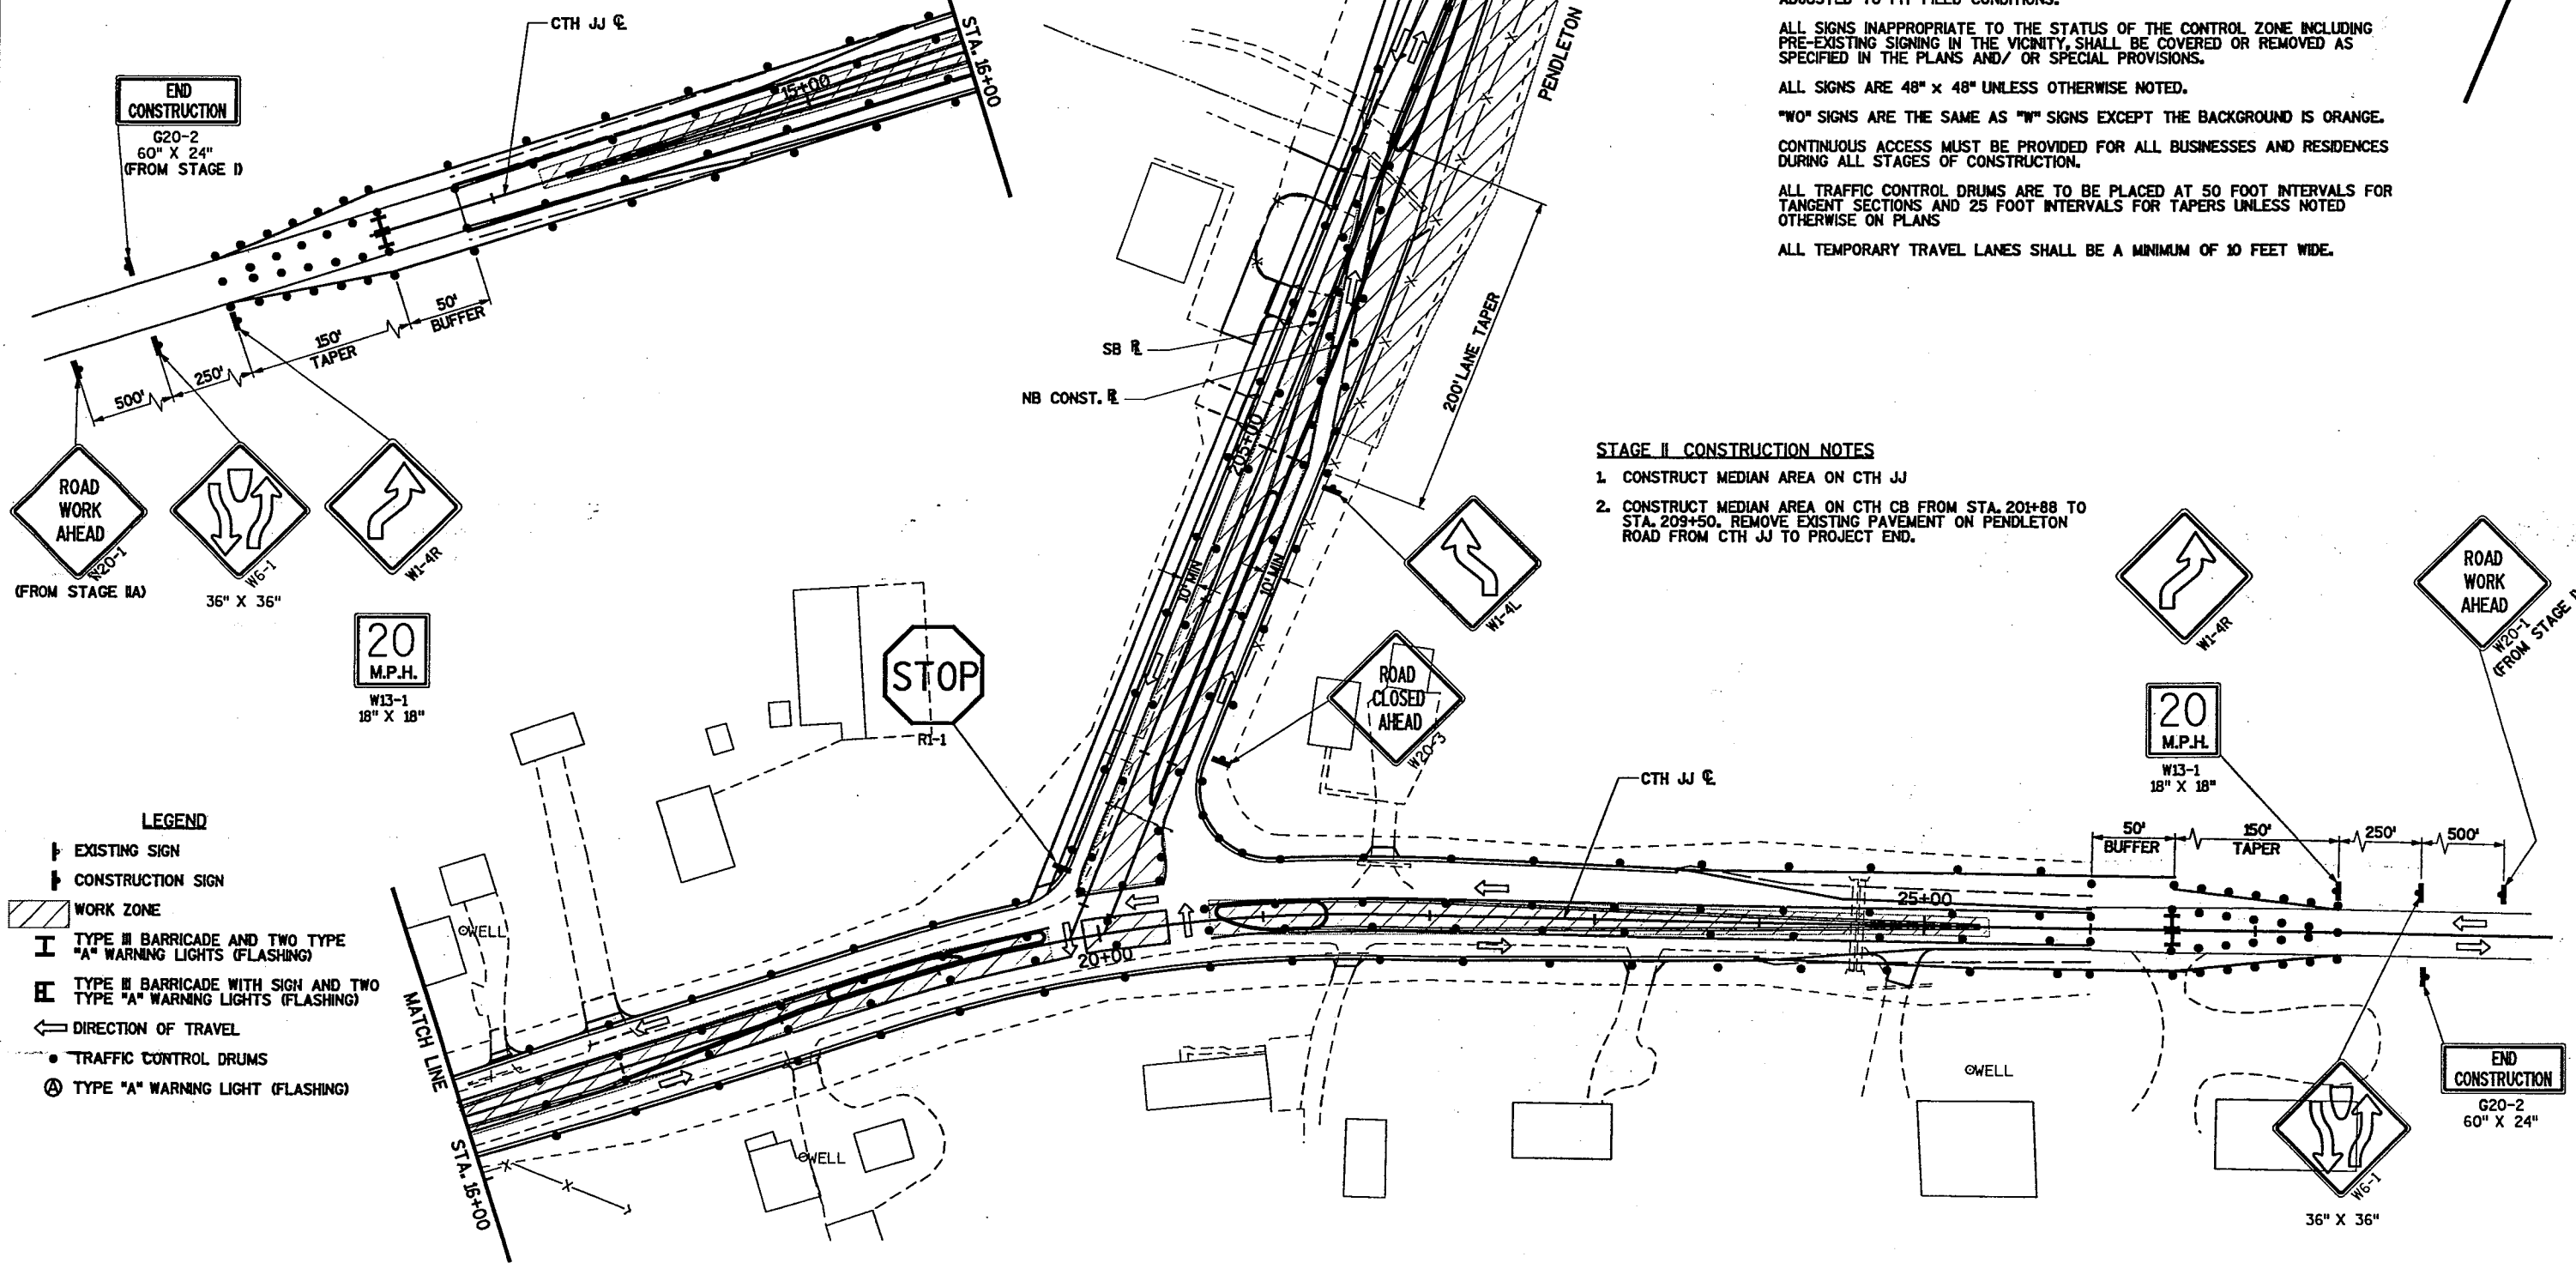 ADJUSTED TO FIT FIELD CONDITIONS.
ALL SIGNS INAPPROPRIATE TO THE STATUS OF THE CONTROL ZONE INCLUDING
PRE-EXISTING SIGNING IN THE VICINITY, SHALL BE COVERED OR REMOVED AS
SPECIFIED IN THE PLANS AND/ OR SPECIAL PROVISIONS.
ALL SIGNS ARE 48" x 48" UNLESS OTHERWISE NOTED.
"WO" SIGNS ARE THE SAME AS "W" SIGNS EXCEPT THE BACKGROUND IS ORANGE.
CONTINUOUS ACCESS MUST BE PROVIDED FOR ALL BUSINESSES AND RESIDENCES
DURING ALL STAGES OF CONSTRUCTION.
ALL TRAFFIC CONTROL DRUMS ARE TO BE PLACED AT 50 FOOT INTERVALS FOR
TANGENT SECTIONS AND 25 FOOT INTERVALS FOR TAPERS UNLESS NOTED
OTHERWISE ON PLANS
ALL TEMPORARY TRAVEL LANES SHALL BE A MINIMUM OF 10 FEET WIDE.
CTH JJ ℄
STA. 16+00
15+00
END
CONSTRUCTION
G20-2
60" X 24"
(FROM STAGE I)
50'
BUFFER
150'
TAPER
250'
500'
ROAD
WORK
AHEAD
W20-1
(FROM STAGE IIA)
W6-1
36" X 36"
W1-4R
20
M.P.H.
W13-1
18" X 18"
PENDLETON
SB
NB CONST.
205+00
200' LANE TAPER
10' MIN
10' MIN
W1-4L
STAGE II CONSTRUCTION NOTES
1. CONSTRUCT MEDIAN AREA ON CTH JJ
2. CONSTRUCT MEDIAN AREA ON CTH CB FROM STA. 201+88 TO
STA. 209+50. REMOVE EXISTING PAVEMENT ON PENDLETON
ROAD FROM CTH JJ TO PROJECT END.
STOP
R1-1
ROAD
CLOSED
AHEAD
W20-3
W1-4R
ROAD
WORK
AHEAD
W20-1
(FROM STAGE I)
20
M.P.H.
W13-1
18" X 18"
CTH JJ ℄
50'
BUFFER
150'
TAPER
250'
500'
25+00
20+00
LEGEND
EXISTING SIGN
CONSTRUCTION SIGN
WORK ZONE
TYPE III BARRICADE AND TWO TYPE
"A" WARNING LIGHTS (FLASHING)
TYPE III BARRICADE WITH SIGN AND TWO
TYPE "A" WARNING LIGHTS (FLASHING)
DIRECTION OF TRAVEL
TRAFFIC CONTROL DRUMS
Ⓐ TYPE "A" WARNING LIGHT (FLASHING)
WELL
MATCH LINE
STA. 16+00
WELL
WELL
END
CONSTRUCTION
G20-2
60" X 24"
W6-1
36" X 36"